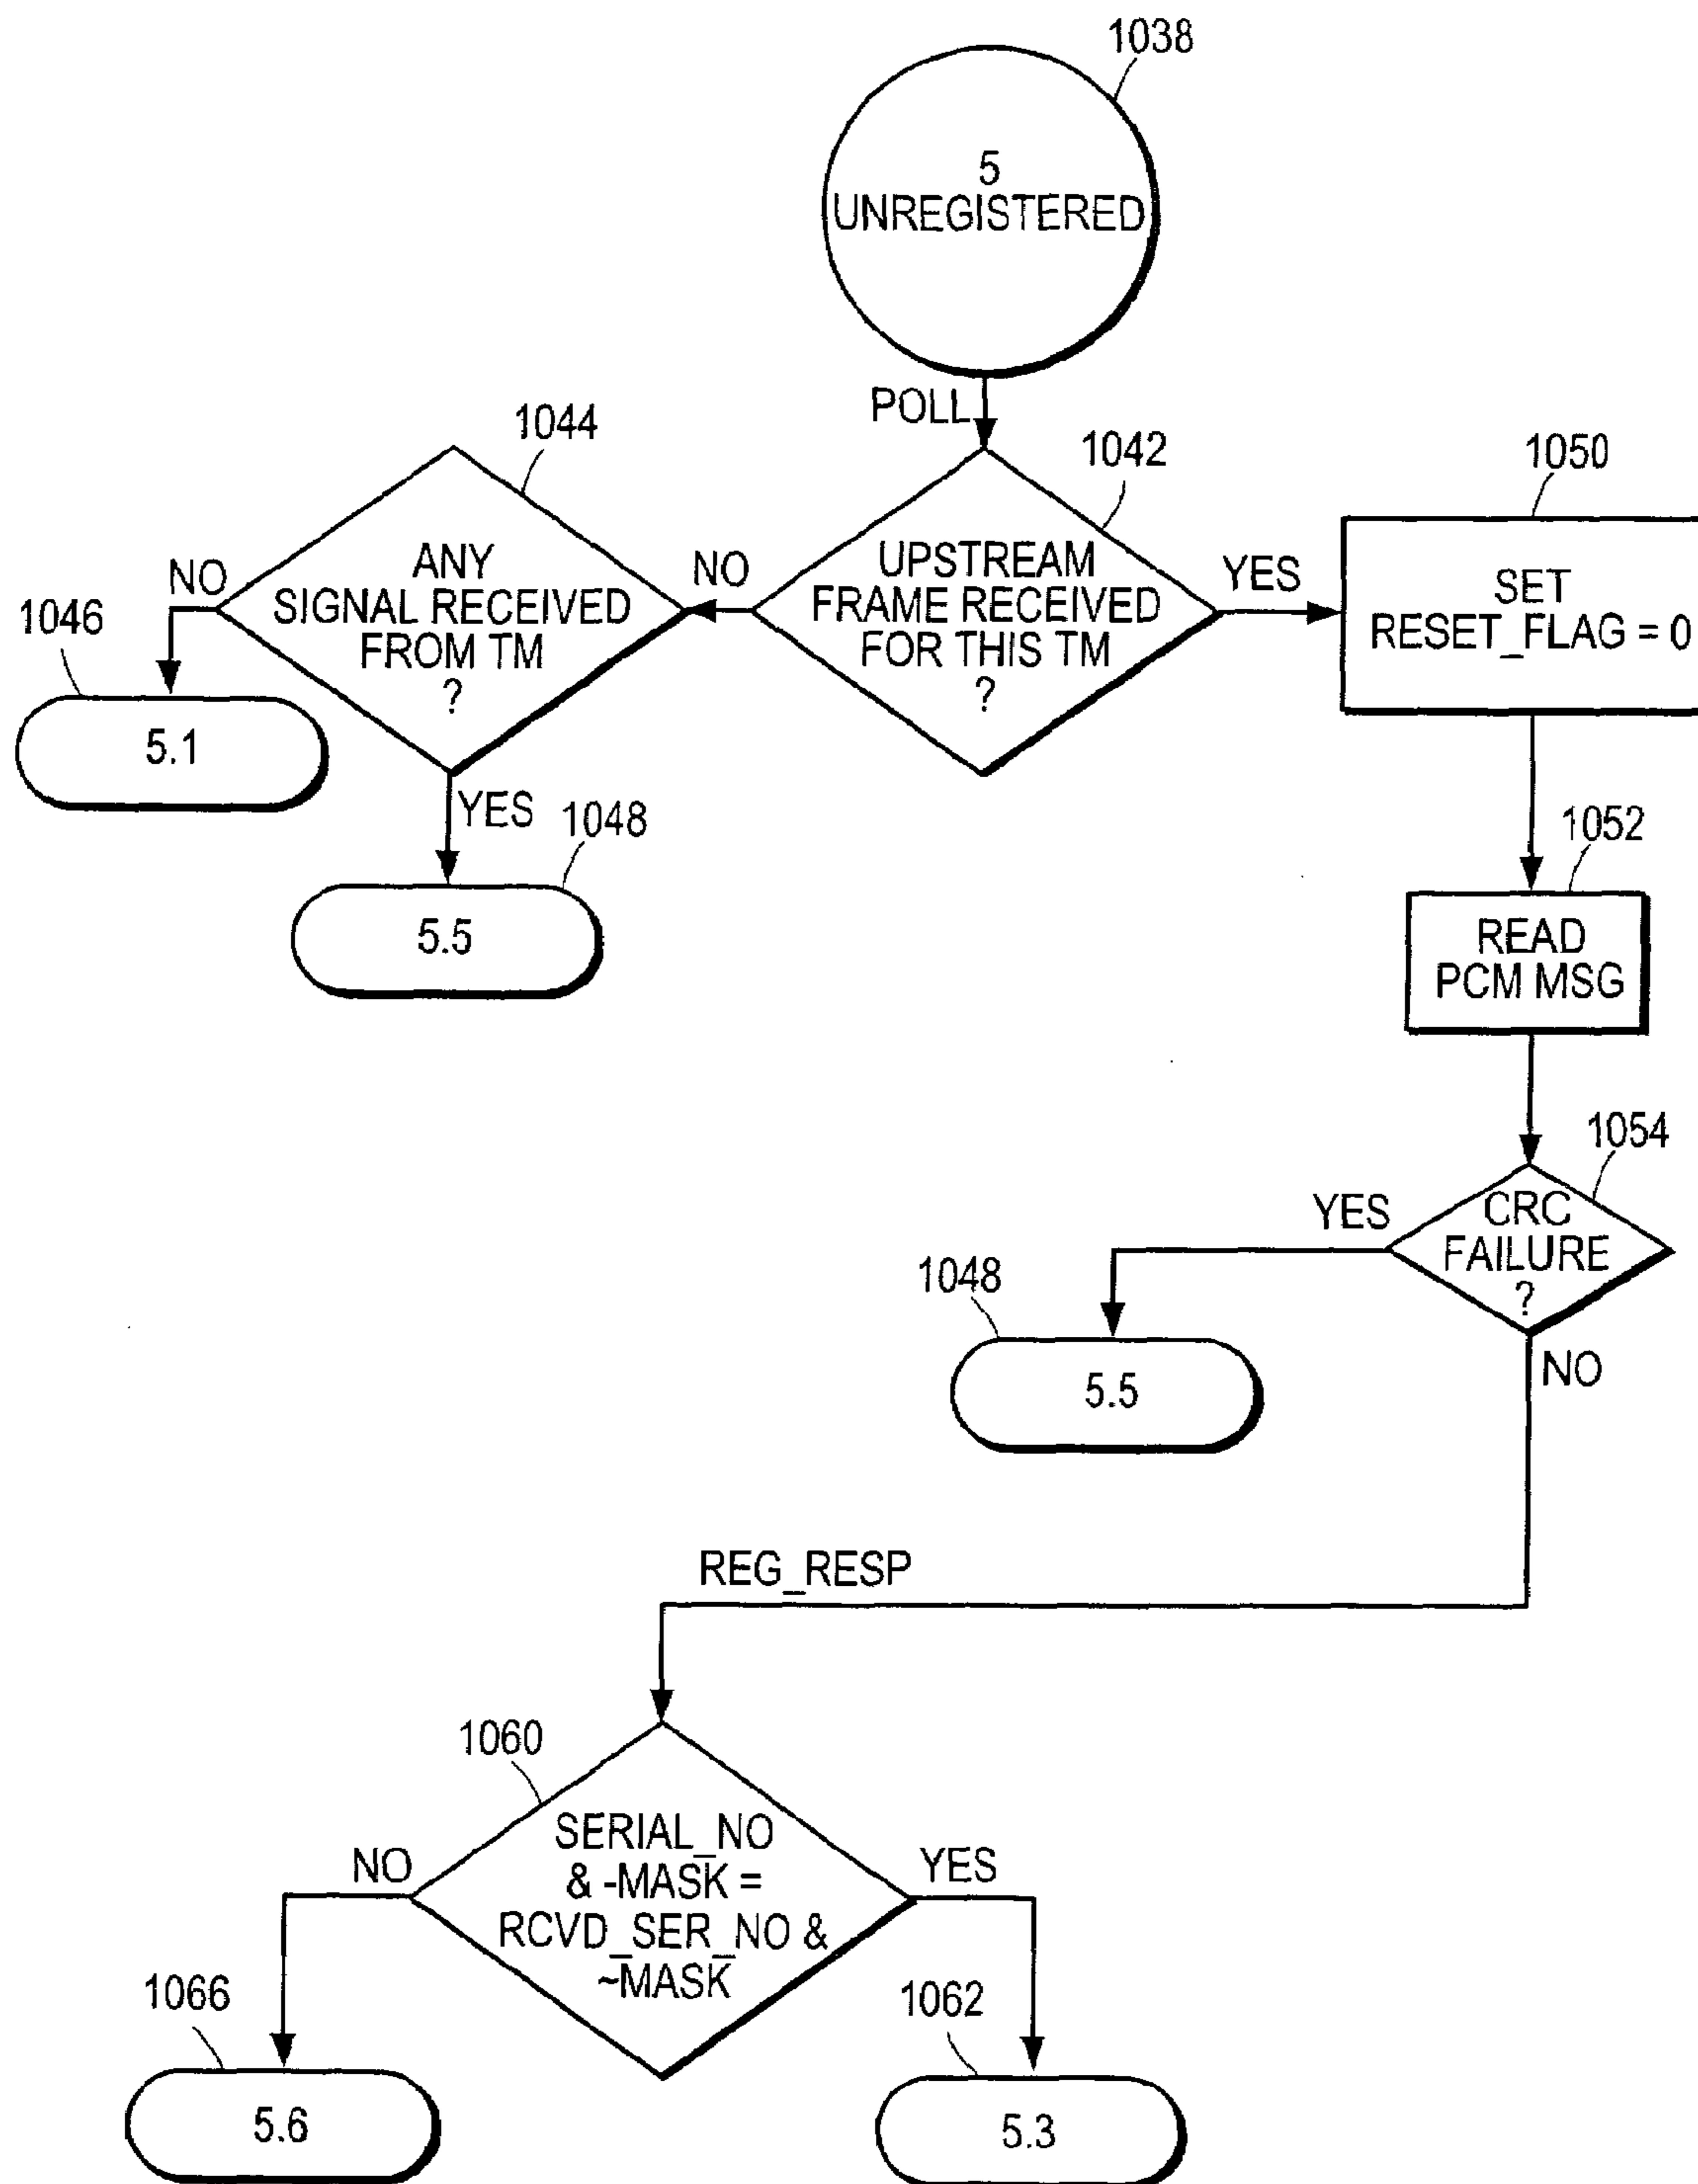 1038
5
UNREGISTERED
POLL
1044
1042
1050
ANY
SIGNAL RECEIVED
FROM TM
?
NO
UPSTREAM
FRAME RECEIVED
FOR THIS TM
?
NO
YES
SET
RESET_FLAG = 0
1046
5.1
YES
1048
5.5
1052
READ
PCM MSG
1054
CRC
FAILURE
?
YES
1048
5.5
NO
REG_RESP
1060
SERIAL_NO
& -MASK =
RCVD_SER_NO &
~MASK
NO
YES
1066
5.6
1062
5.3